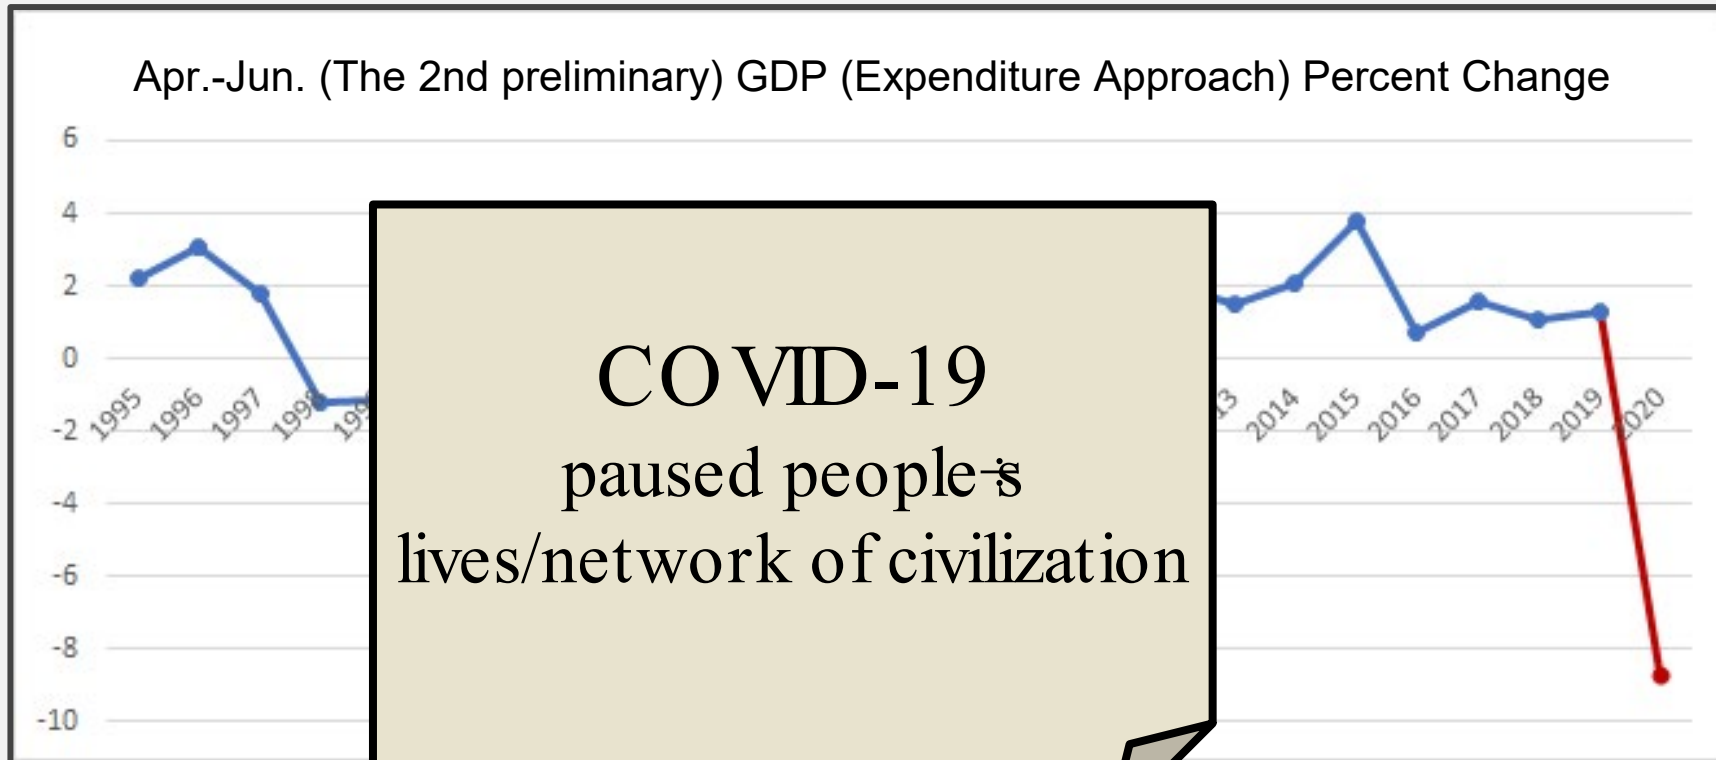 Apr.-Jun. (The 2nd preliminary) GDP (Expenditure Approach) Percent Change
6
4
2
0
-2
-4
-6
-8
-10
1995 1996 1997 1998 2014 2015 2016 2017 2018 2019 2020
COVID-19
paused people÷s
lives/network of civilization